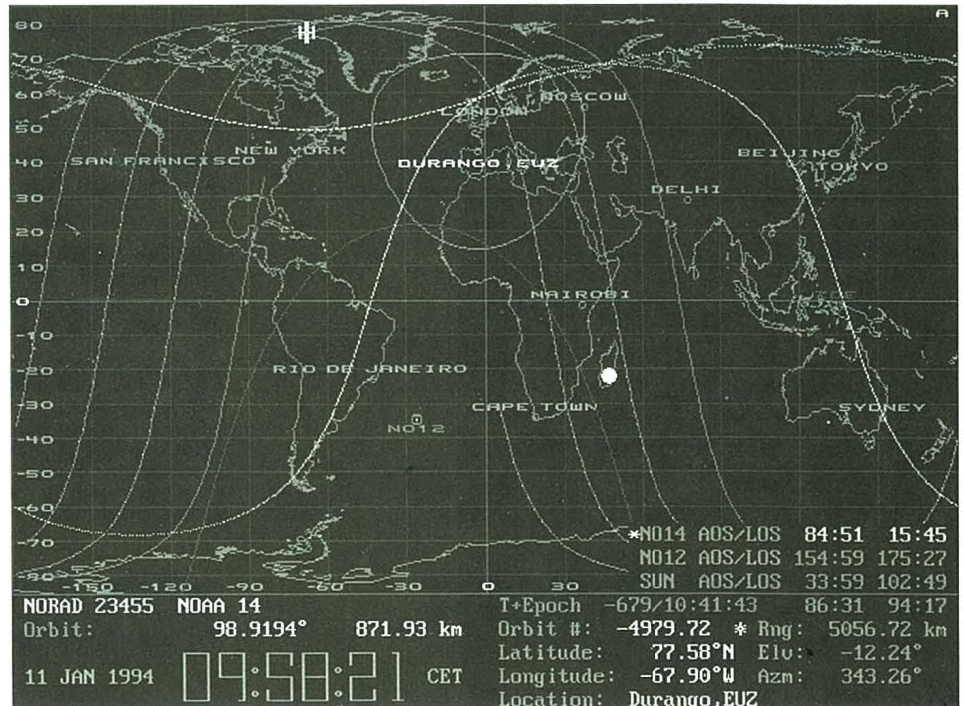 A
80
70
60
50
40
30
20
10
0
-10
-20
-30
-40
-50
-60
-70
-80
MOSCOW
LONDON
NEW YORK
SAN FRANCISCO
DURANGO,EUZ
BEIJING
TOKYO
DELHI
NAIROBI
RIO DE JANEIRO
CAPE TOWN
SYDNEY
NO12
-150 -120 -90 -60 -30 0 30
*NO14 AOS/LOS 84:51 15:45
NO12 AOS/LOS 154:59 175:27
SUN AOS/LOS 33:59 102:49
NORAD 23455 NOAA 14
T+Epoch -679/10:41:43 86:31 94:17
Orbit: 98.9194° 871.93 km
Orbit #: -4979.72 * Rng: 5056.72 km
Latitude: 77.58°N Elv: -12.24°
11 JAN 1994 09:58:21 CET
Longitude: -67.90°W Azm: 343.26°
Location: Durango,EUZ